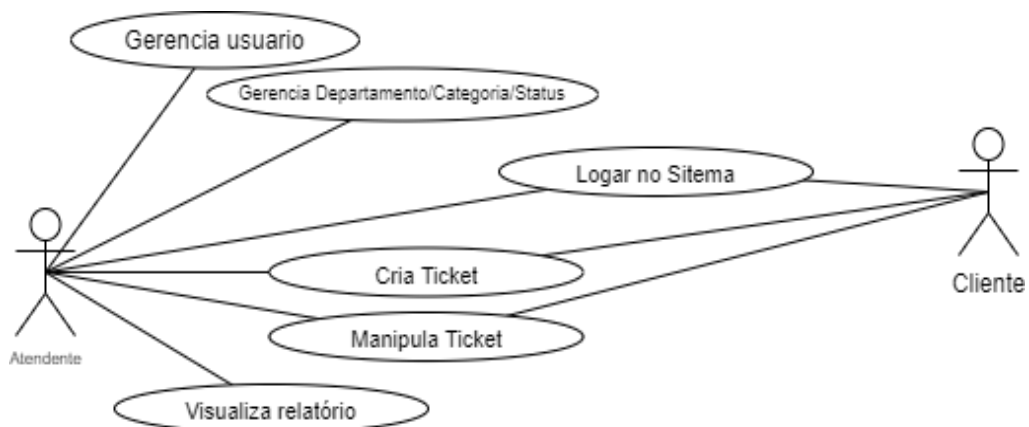 Gerencia usuario
Gerencia Departamento/Categoria/Status
Logar no Sitema
Cria Ticket
Cliente
Manipula Ticket
Atendente
Visualiza relatório